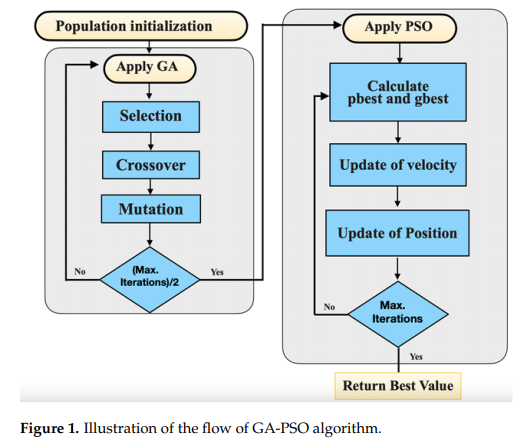 Population initialization
Apply GA
Selection
Crossover
Mutation
(Max.
Iterations)/2
No
Yes
Apply PSO
Calculate
pbest and gbest
Update of velocity
Update of Position
Max.
Iterations
No
Yes
Return Best Value
Figure 1. Illustration of the flow of GA-PSO algorithm.